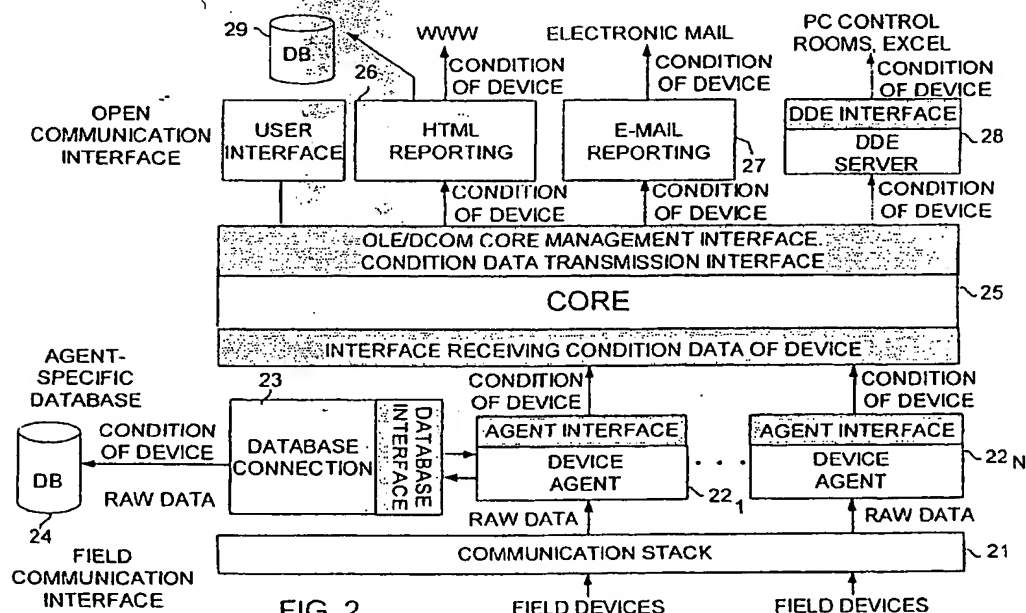 29
DB
WWW
ELECTRONIC MAIL
PC CONTROL
ROOMS, EXCEL
26
CONDITION
OF DEVICE
CONDITION
OF DEVICE
CONDITION
OF DEVICE
OPEN
COMMUNICATION
INTERFACE
USER
INTERFACE
HTML
REPORTING
E-MAIL
REPORTING
27
DDE INTERFACE
DDE
SERVER
28
CONDITION
OF DEVICE
CONDITION
OF DEVICE
CONDITION
OF DEVICE
OLE/DCOM CORE MANAGEMENT INTERFACE.
CONDITION DATA TRANSMISSION INTERFACE
CORE
25
INTERFACE RECEIVING CONDITION DATA OF DEVICE
AGENT-
SPECIFIC
DATABASE
23
CONDITION
OF DEVICE
CONDITION
OF DEVICE
DB
24
CONDITION
OF DEVICE
RAW DATA
DATABASE
CONNECTION
DATABASE
INTERFACE
AGENT INTERFACE
DEVICE
AGENT
22 1
. . .
AGENT INTERFACE
DEVICE
AGENT
22 N
RAW DATA
RAW DATA
FIELD
COMMUNICATION
INTERFACE
COMMUNICATION STACK
21
FIG. 2
FIELD DEVICES
FIELD DEVICES